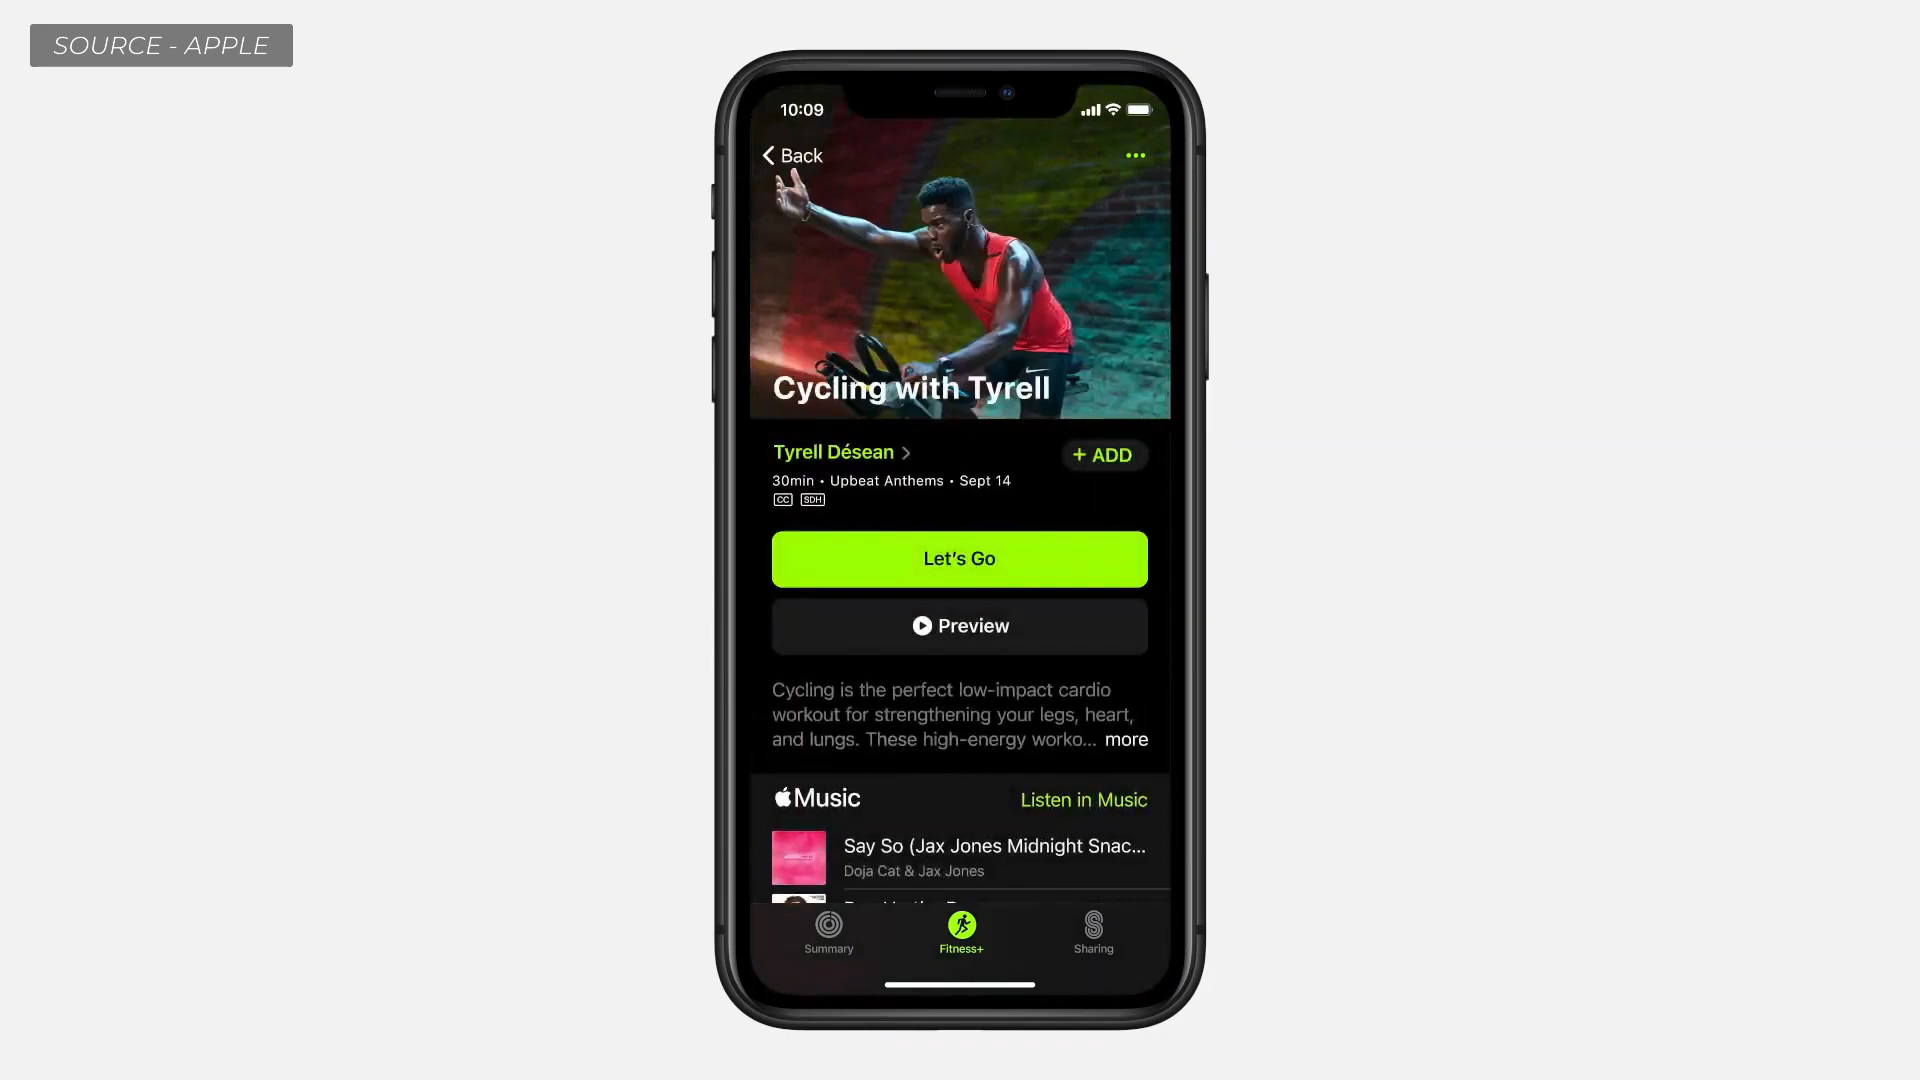 SOURCE - APPLE
10:09
Back
Cycling with Tyrell
Tyrell Désean
+ ADD
30min • Upbeat Anthems • Sept 14
CC SDH
Let's Go
Preview
Cycling is the perfect low-impact cardio
workout for strengthening your legs, heart,
and lungs. These high-energy worko... more
Music
Listen in Music
Say So (Jax Jones Midnight Snac...
Doja Cat & Jax Jones
Summary
Fitness+
Sharing